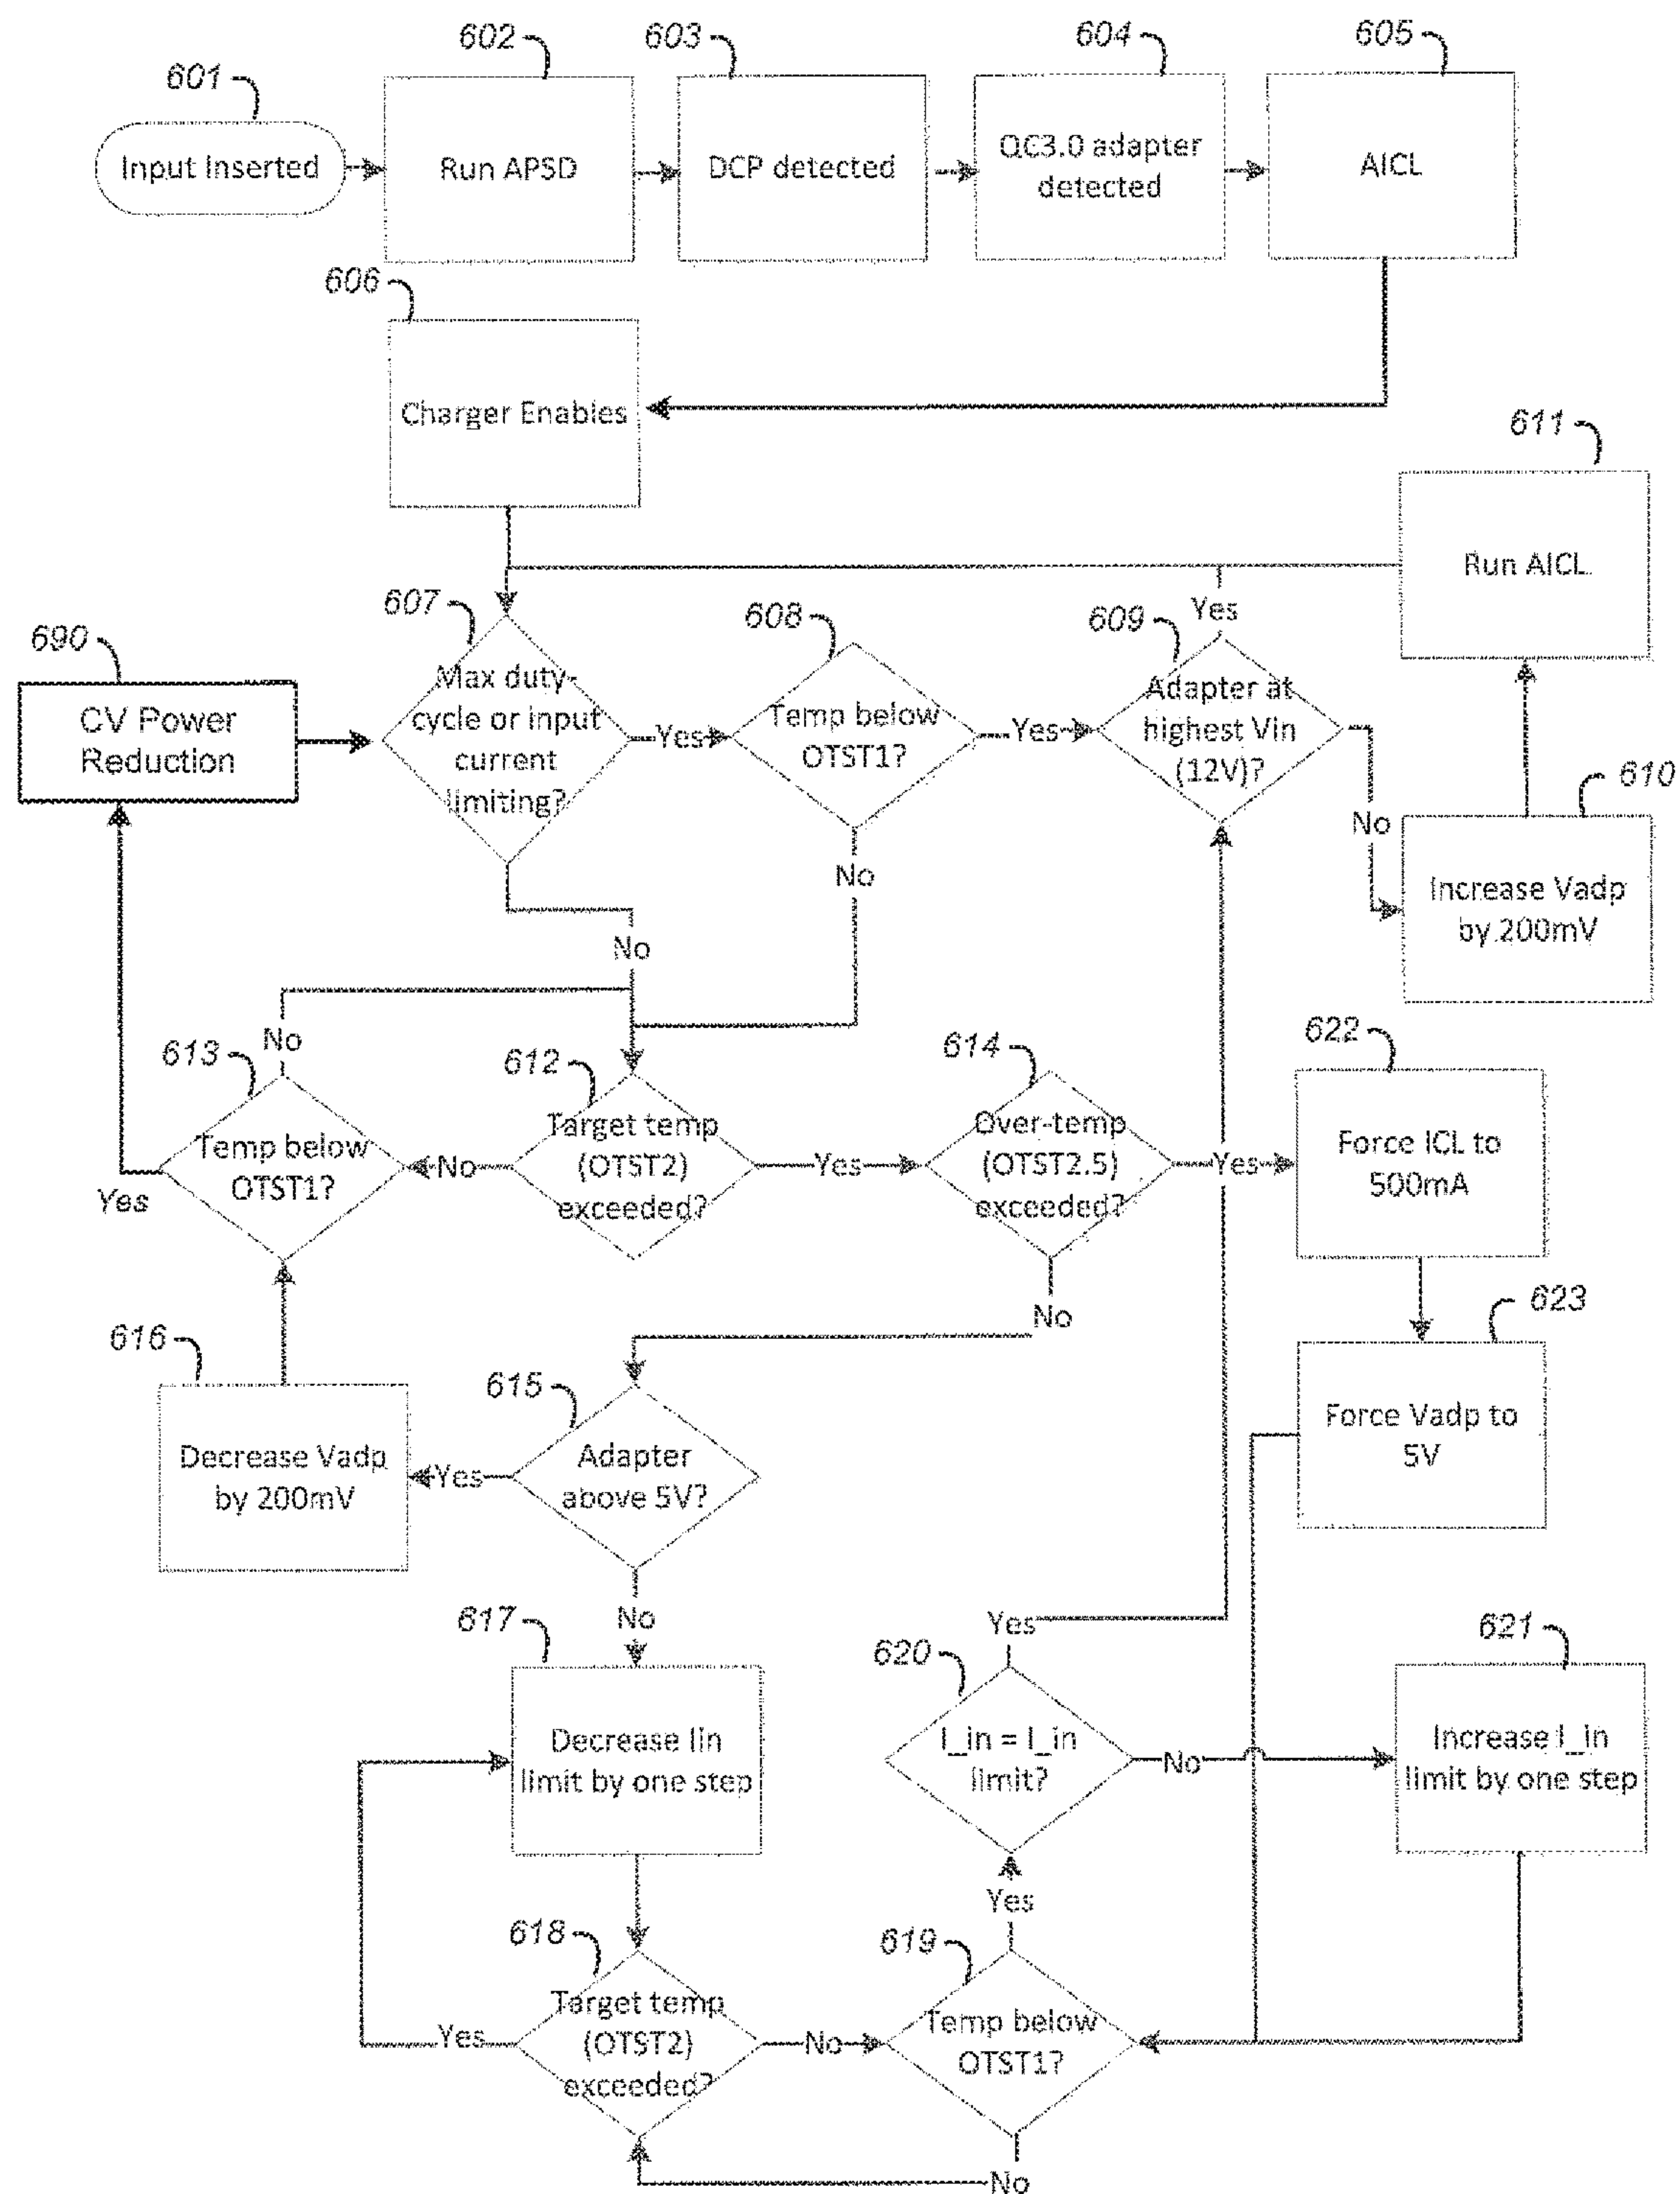 601
602
603
604
605
Input Inserted
Run APSD
DCP detected
QC3.0 adapter
detected
AICL
606
Charger Enables
611
Run AICL
607
Max duty-
cycle or input
current
limiting?
Yes
608
Temp below
OTST1?
Yes
609
Adapter at
highest Vin
(12V)?
Yes
No
610
Increase Vadp
by 200mV
690
CV Power
Reduction
No
No
613
Temp below
OTST1?
No
Yes
612
Target temp
(OTST2)
exceeded?
No
Yes
614
Over-temp
(OTST2.5)
exceeded?
Yes
No
622
Force ICL to
500mA
623
Force Vadp to
5V
616
Decrease Vadp
by 200mV
615
Adapter
above 5V?
Yes
No
617
Decrease Iin
limit by one step
620
I_in = I_in
limit?
Yes
No
621
Increase I_in
limit by one step
618
Target temp
(OTST2)
exceeded?
Yes
No
619
Temp below
OTST1?
Yes
No